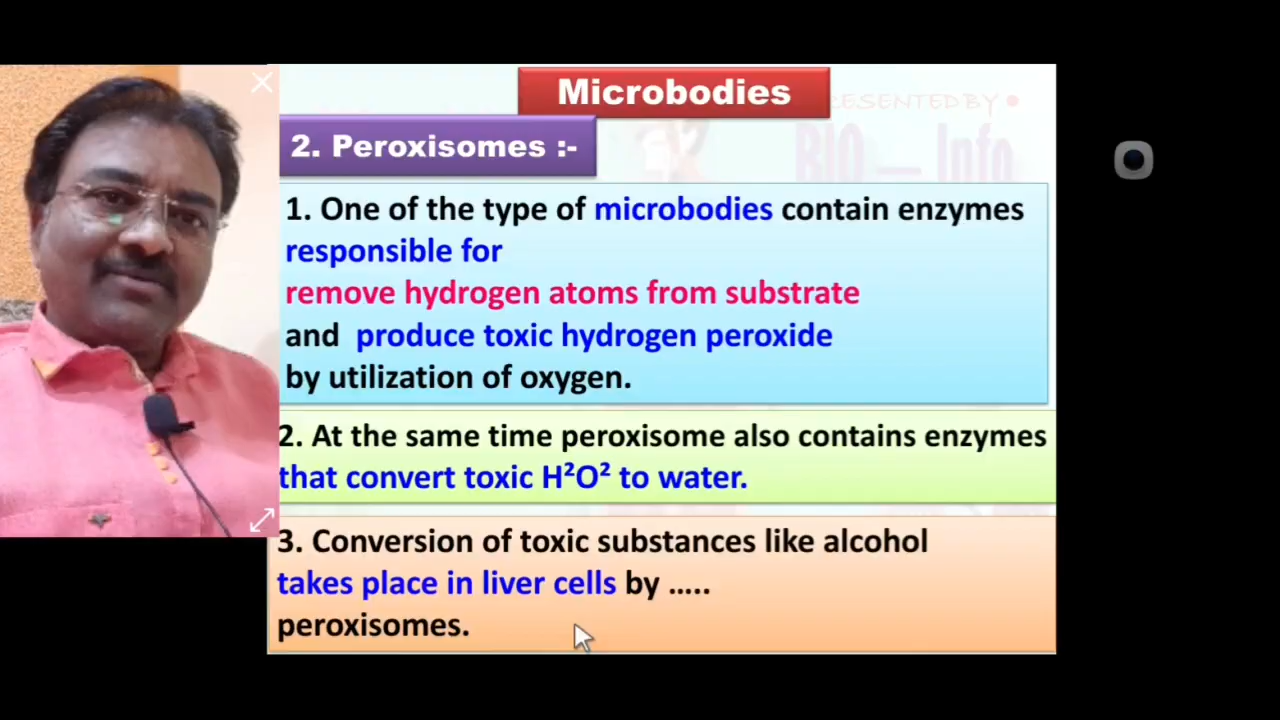 Microbodies
PRESENTED BY
BIO — Info
2. Peroxisomes :-
1. One of the type of microbodies contain enzymes
responsible for
remove hydrogen atoms from substrate
and produce toxic hydrogen peroxide
by utilization of oxygen.
2. At the same time peroxisome also contains enzymes
that convert toxic H²O² to water.
3. Conversion of toxic substances like alcohol
takes place in liver cells by .....
peroxisomes.